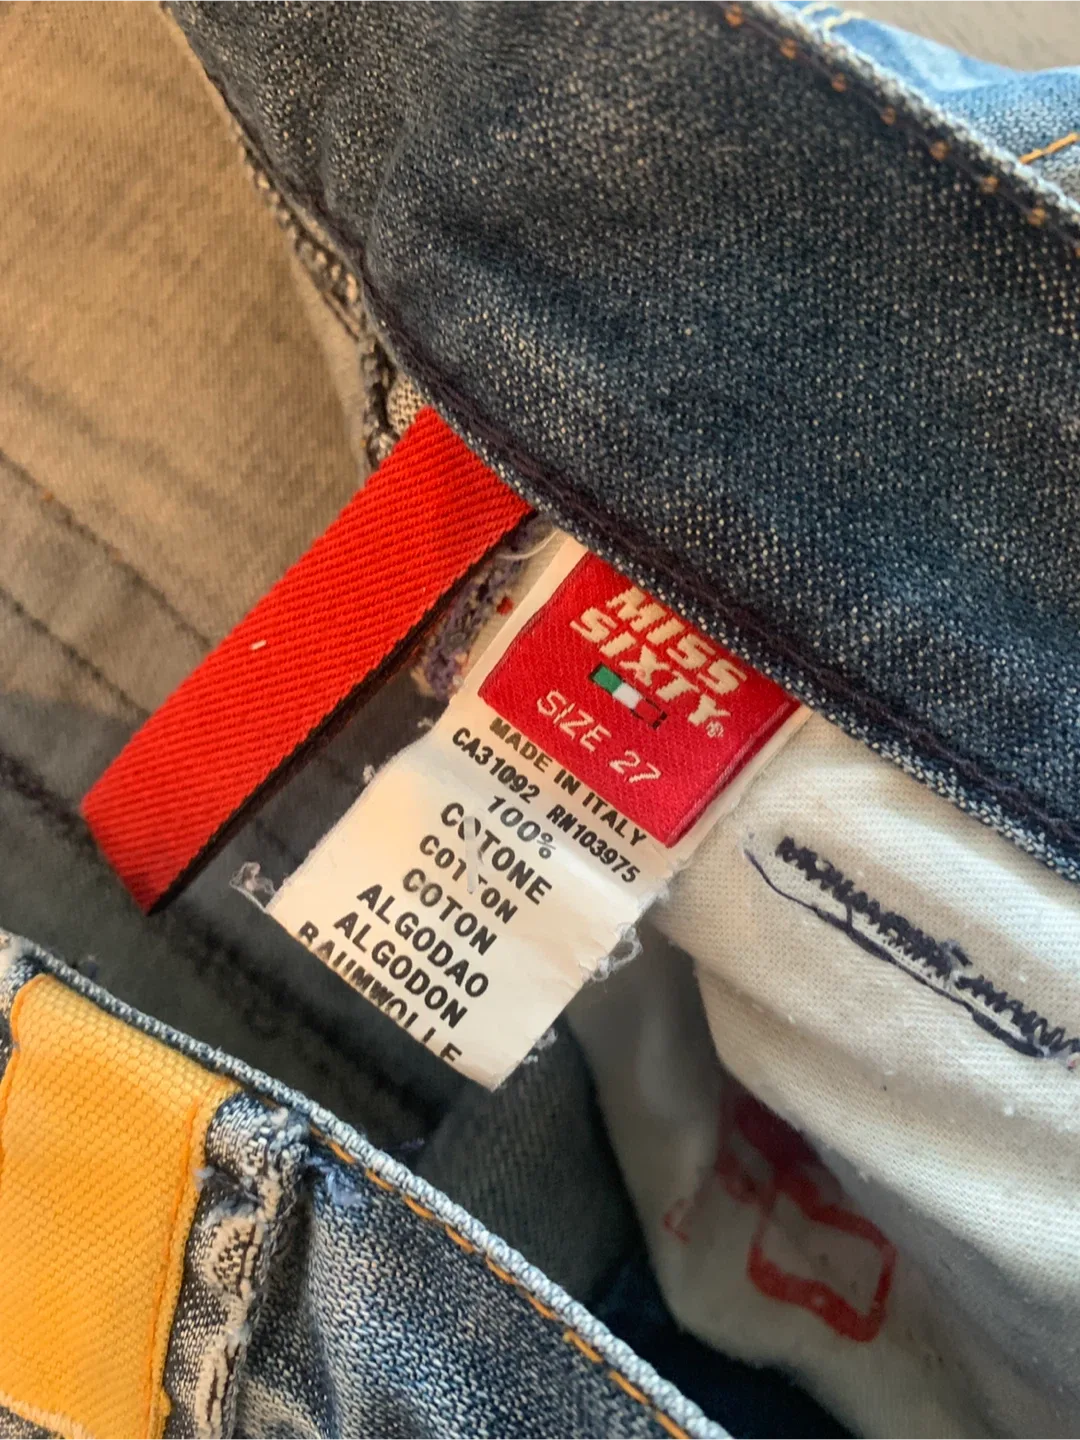 MISS
SIXTY®
SIZE 27
MADE IN ITALY
CA31092 RN103975
100%
COTONE
COTTON
COTON
ALGODAO
ALGODON
BAUMWOLLE